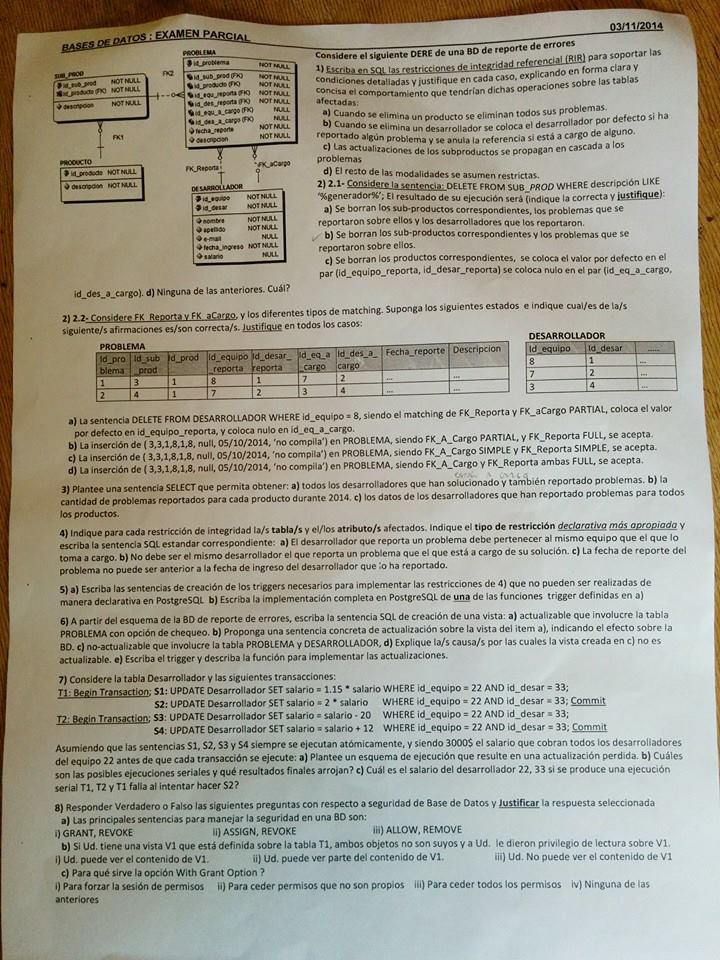 BASES DE DATOS : EXAMEN PARCIAL
03/11/2014
PROBLEMA
id_problema NOT NULL
id_sub_prod (FK) NOT NULL
id_producto (FK) NOT NULL
id_equ_reporta (FK) NOT NULL
id_des_reporta (FK) NOT NULL
id_equ_a_cargo (FK) NULL
id_des_a_cargo (FK) NULL
fecha_reporte NOT NULL
descripcion NOT NULL
SUB_PROD
id_sub_prod NOT NULL
id_producto (FK) NOT NULL
descripcion NOT NULL
FK2
FK1
PRODUCTO
id_producto NOT NULL
descripcion NOT NULL
FK_Reporta
FK_aCargo
DESARROLLADOR
id_equipo NOT NULL
id_desar NOT NULL
nombre NOT NULL
apellido NOT NULL
e-mail NULL
fecha_ingreso NOT NULL
salario NULL
Considere el siguiente DERE de una BD de reporte de errores
1) Escriba en SQL las restricciones de integridad referencial (RIR) para soportar las
condiciones detalladas y justifique en cada caso, explicando en forma clara y
concisa el comportamiento que tendrían dichas operaciones sobre las tablas
afectadas:
a) Cuando se elimina un producto se eliminan todos sus problemas.
b) Cuando se elimina un desarrollador se coloca el desarrollador por defecto si ha
reportado algún problema y se anula la referencia si está a cargo de alguno.
c) Las actualizaciones de los subproductos se propagan en cascada a los
problemas
d) El resto de las modalidades se asumen restrictas.
2) 2.1- Considere la sentencia: DELETE FROM SUB_PROD WHERE descripción LIKE
'%generador%'; El resultado de su ejecución será (indique la correcta y justifique):
a) Se borran los sub-productos correspondientes, los problemas que se
reportaron sobre ellos y los desarrolladores que los reportaron.
b) Se borran los sub-productos correspondientes y los problemas que se
reportaron sobre ellos.
c) Se borran los productos correspondientes, se coloca el valor por defecto en el
par (id_equipo_reporta, id_desar_reporta) se coloca nulo en el par (id_eq_a_cargo,
id_des_a_cargo). d) Ninguna de las anteriores. Cuál?
2) 2.2- Considere FK_Reporta y FK_aCargo, y los diferentes tipos de matching. Suponga los siguientes estados e indique cual/es de la/s
siguiente/s afirmaciones es/son correcta/s. Justifique en todos los casos:
PROBLEMA
Id_pro blema Id_sub _prod Id_prod Id_equipo _reporta Id_desar_ reporta Id_eq_a _cargo Id_des_a_ cargo Fecha_reporte Descripcion
1 3 1 8 1 7 2 ... ...
2 4 1 7 2 3 4 ... ...
DESARROLLADOR
Id_equipo Id_desar .....
8 1 ...
7 2 ...
3 4 ...
a) La sentencia DELETE FROM DESARROLLADOR WHERE id_equipo = 8, siendo el matching de FK_Reporta y FK_aCargo PARTIAL, coloca el valor
por defecto en id_equipo_reporta, y coloca nulo en id_eq_a_cargo.
b) La inserción de ( 3,3,1,8,1,8, null, 05/10/2014, 'no compila') en PROBLEMA, siendo FK_A_Cargo PARTIAL, y FK_Reporta FULL, se acepta.
c) La inserción de ( 3,3,1,8,1,8, null, 05/10/2014, 'no compila') en PROBLEMA, siendo FK_A_Cargo SIMPLE y FK_Reporta SIMPLE, se acepta.
d) La inserción de ( 3,3,1,8,1,8, null, 05/10/2014, 'no compila') en PROBLEMA, siendo FK_A_Cargo y FK_Reporta ambas FULL, se acepta.
3) Plantee una sentencia SELECT que permita obtener: a) todos los desarrolladores que han solucionado y también reportado problemas. b) la
cantidad de problemas reportados para cada producto durante 2014. c) los datos de los desarrolladores que han reportado problemas para todos
los productos.
4) Indique para cada restricción de integridad la/s tabla/s y el/los atributo/s afectados. Indique el tipo de restricción declarativa más apropiada y
escriba la sentencia SQL estandar correspondiente: a) El desarrollador que reporta un problema debe pertenecer al mismo equipo que el que lo
toma a cargo. b) No debe ser el mismo desarrollador el que reporta un problema que el que está a cargo de su solución. c) La fecha de reporte del
problema no puede ser anterior a la fecha de ingreso del desarrollador que lo ha reportado.
5) a) Escriba las sentencias de creación de los triggers necesarios para implementar las restricciones de 4) que no pueden ser realizadas de
manera declarativa en PostgreSQL b) Escriba la implementación completa en PostgreSQL de una de las funciones trigger definidas en a)
6) A partir del esquema de la BD de reporte de errores, escriba la sentencia SQL de creación de una vista: a) actualizable que involucre la tabla
PROBLEMA con opción de chequeo. b) Proponga una sentencia concreta de actualización sobre la vista del item a), indicando el efecto sobre la
BD. c) no-actualizable que involucre la tabla PROBLEMA y DESARROLLADOR, d) Explique la/s causa/s por las cuales la vista creada en c) no es
actualizable. e) Escriba el trigger y describa la función para implementar las actualizaciones.
7) Considere la tabla Desarrollador y las siguientes transacciones:
T1: Begin Transaction; S1: UPDATE Desarrollador SET salario = 1.15 * salario WHERE id_equipo = 22 AND id_desar = 33;
S2: UPDATE Desarrollador SET salario = 2 * salario WHERE id_equipo = 22 AND id_desar = 33; Commit
T2: Begin Transaction; S3: UPDATE Desarrollador SET salario = salario - 20 WHERE id_equipo = 22 AND id_desar = 33;
S4: UPDATE Desarrollador SET salario = salario + 12 WHERE id_equipo = 22 AND id_desar = 33; Commit
Asumiendo que las sentencias S1, S2, S3 y S4 siempre se ejecutan atómicamente, y siendo 3000$ el salario que cobran todos los desarrolladores
del equipo 22 antes de que cada transacción se ejecute: a) Plantee un esquema de ejecución que resulte en una actualización perdida. b) Cuáles
son las posibles ejecuciones seriales y qué resultados finales arrojan? c) Cuál es el salario del desarrollador 22, 33 si se produce una ejecución
serial T1, T2 y T1 falla al intentar hacer S2?
8) Responder Verdadero o Falso las siguientes preguntas con respecto a seguridad de Base de Datos y Justificar la respuesta seleccionada
a) Las principales sentencias para manejar la seguridad en una BD son:
i) GRANT, REVOKE ii) ASSIGN, REVOKE iii) ALLOW, REMOVE
b) Si Ud. tiene una vista V1 que está definida sobre la tabla T1, ambos objetos no son suyos y a Ud. le dieron privilegio de lectura sobre V1.
i) Ud. puede ver el contenido de V1. ii) Ud. puede ver parte del contenido de V1. iii) Ud. No puede ver el contenido de V1
c) Para qué sirve la opción With Grant Option ?
i) Para forzar la sesión de permisos ii) Para ceder permisos que no son propios iii) Para ceder todos los permisos iv) Ninguna de las
anteriores